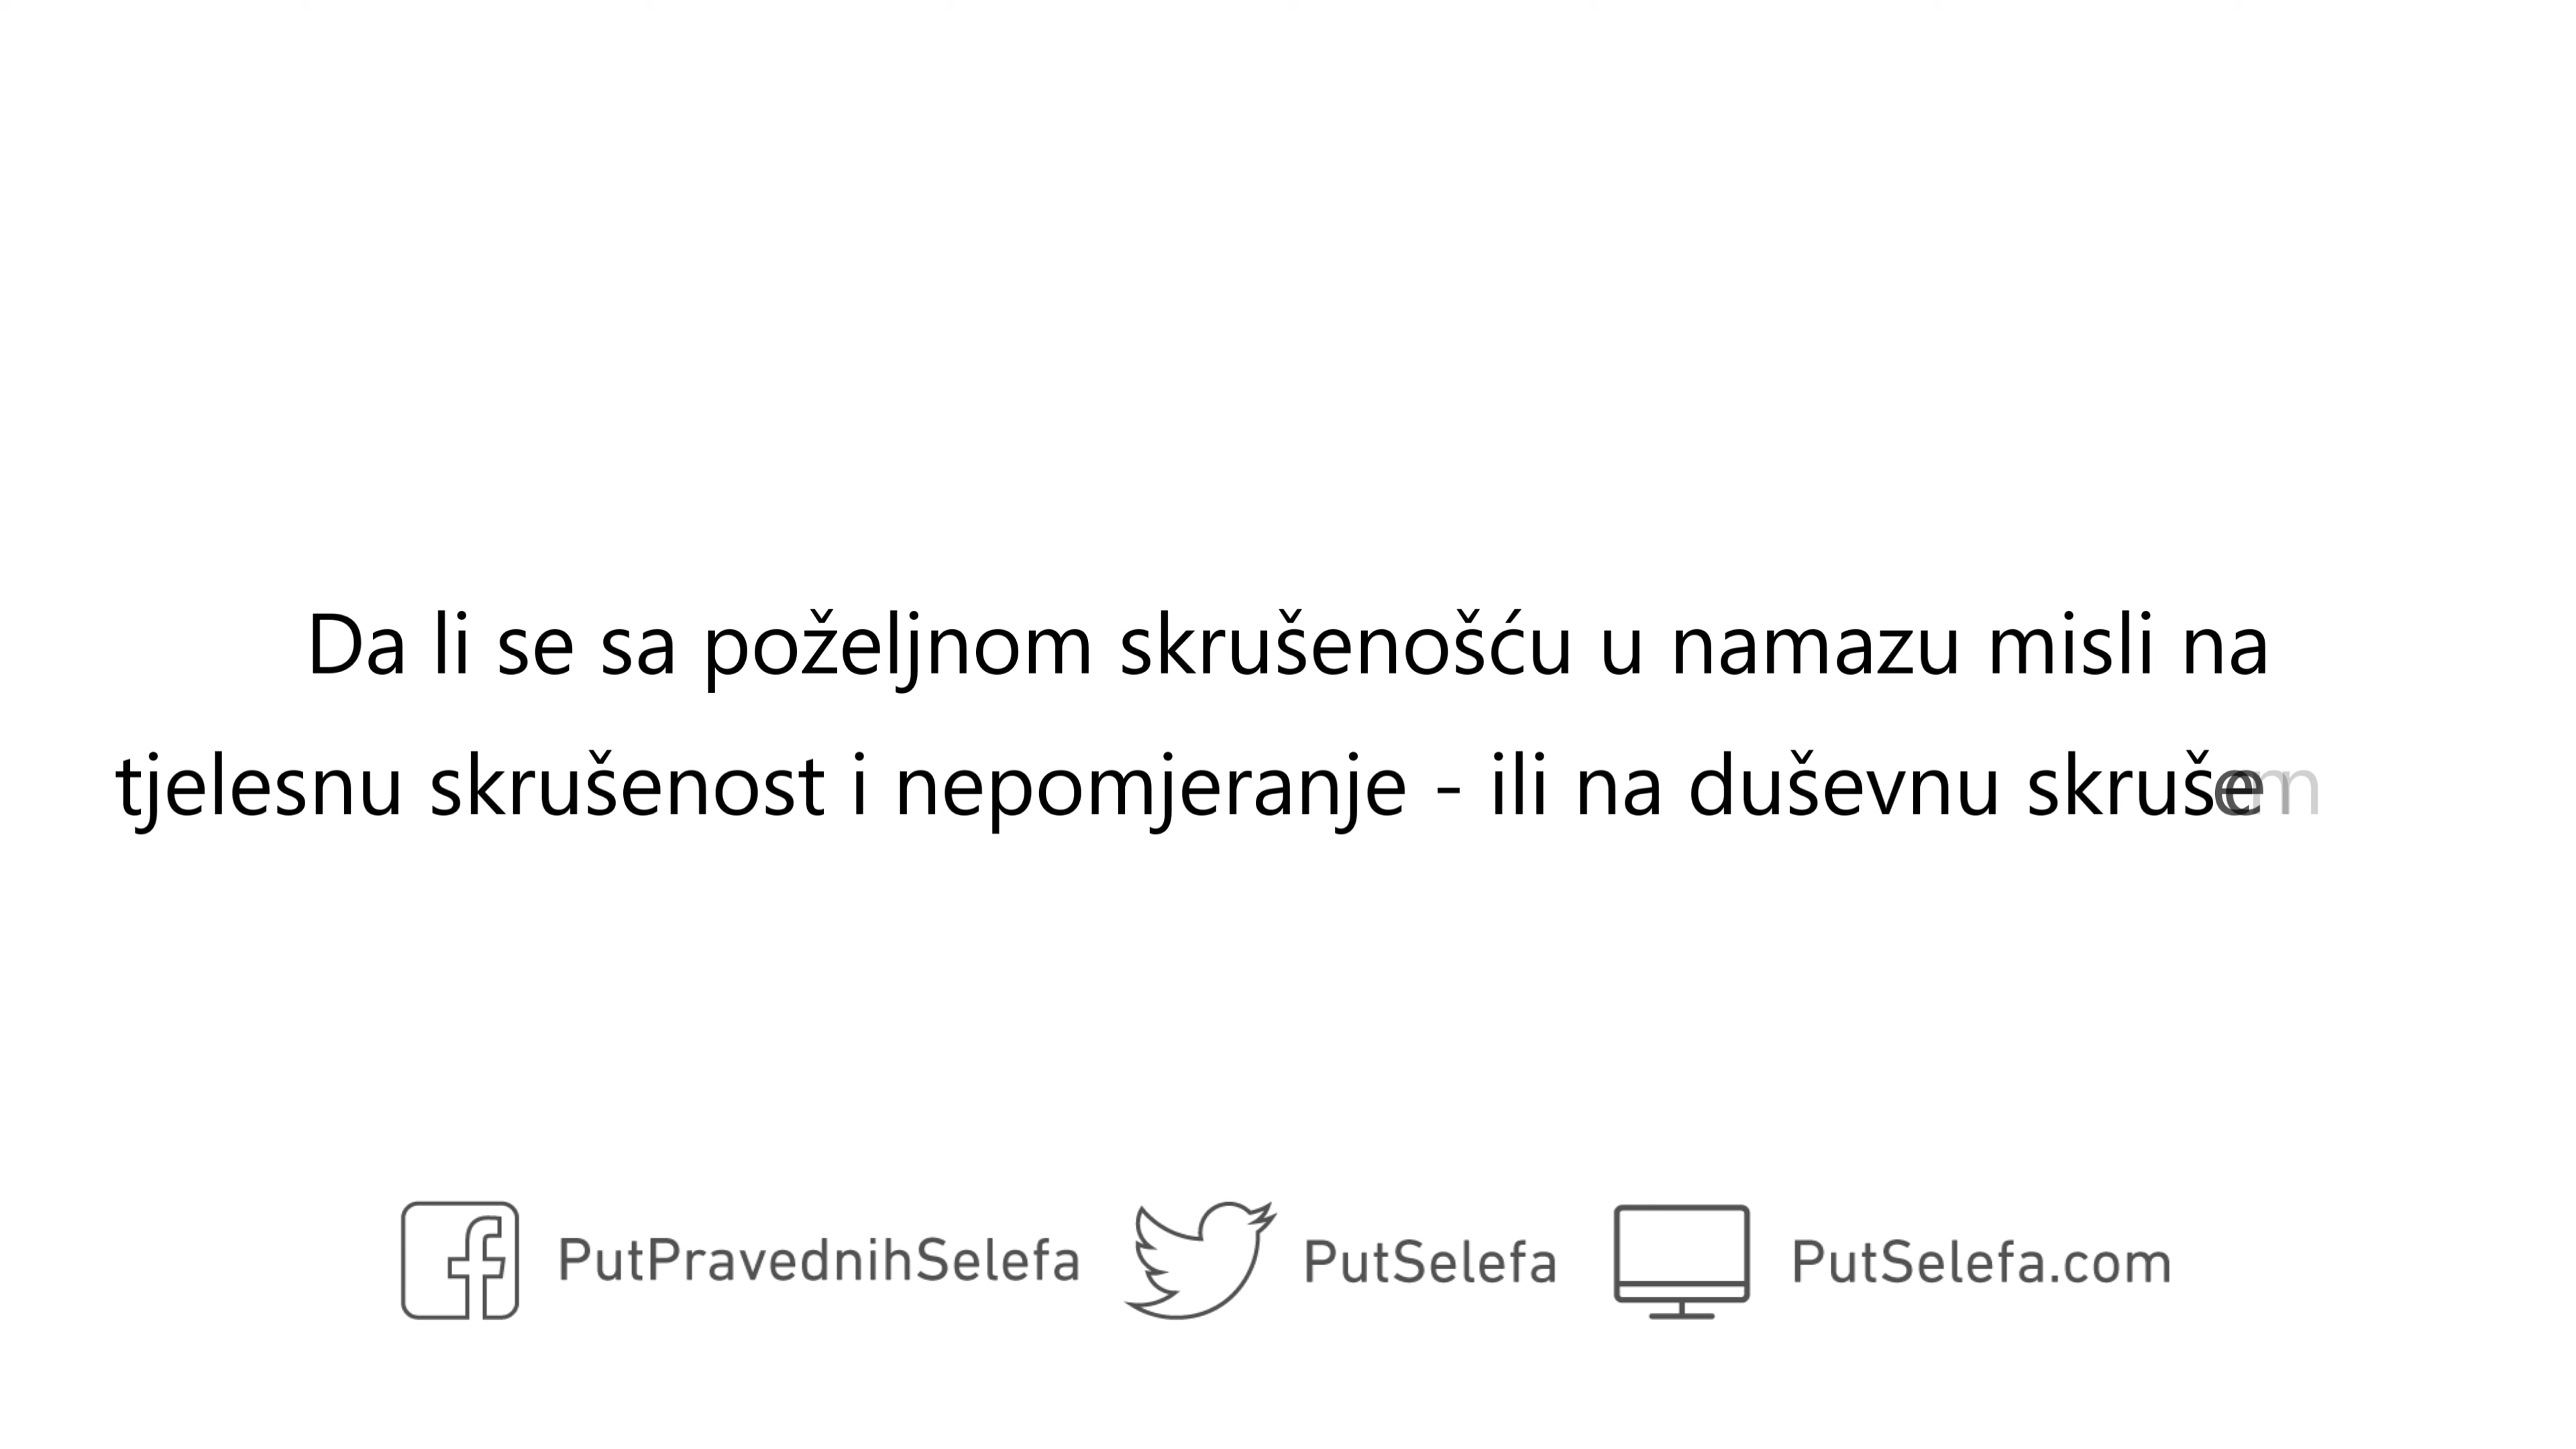 Da li se sa poželjnom skrušenošću u namazu misli na
tjelesnu skrušenost i nepomjeranje - ili na duševnu
PutPravednihSelefa PutSelefa PutSelefa.com